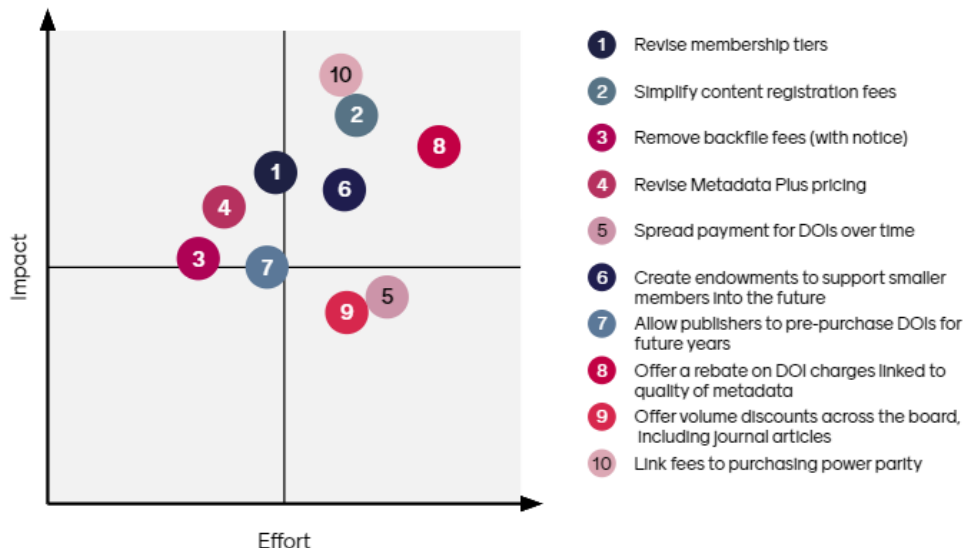 Impact
10
2
8
1
6
4
3
7
5
9
Effort
1 Revise membership tiers
2 Simplify content registration fees
3 Remove backfile fees (with notice)
4 Revise Metadata Plus pricing
5 Spread payment for DOIs over time
6 Create endowments to support smaller
members into the future
7 Allow publishers to pre-purchase DOIs for
future years
8 Offer a rebate on DOI charges linked to
quality of metadata
9 Offer volume discounts across the board,
including journal articles
10 Link fees to purchasing power parity